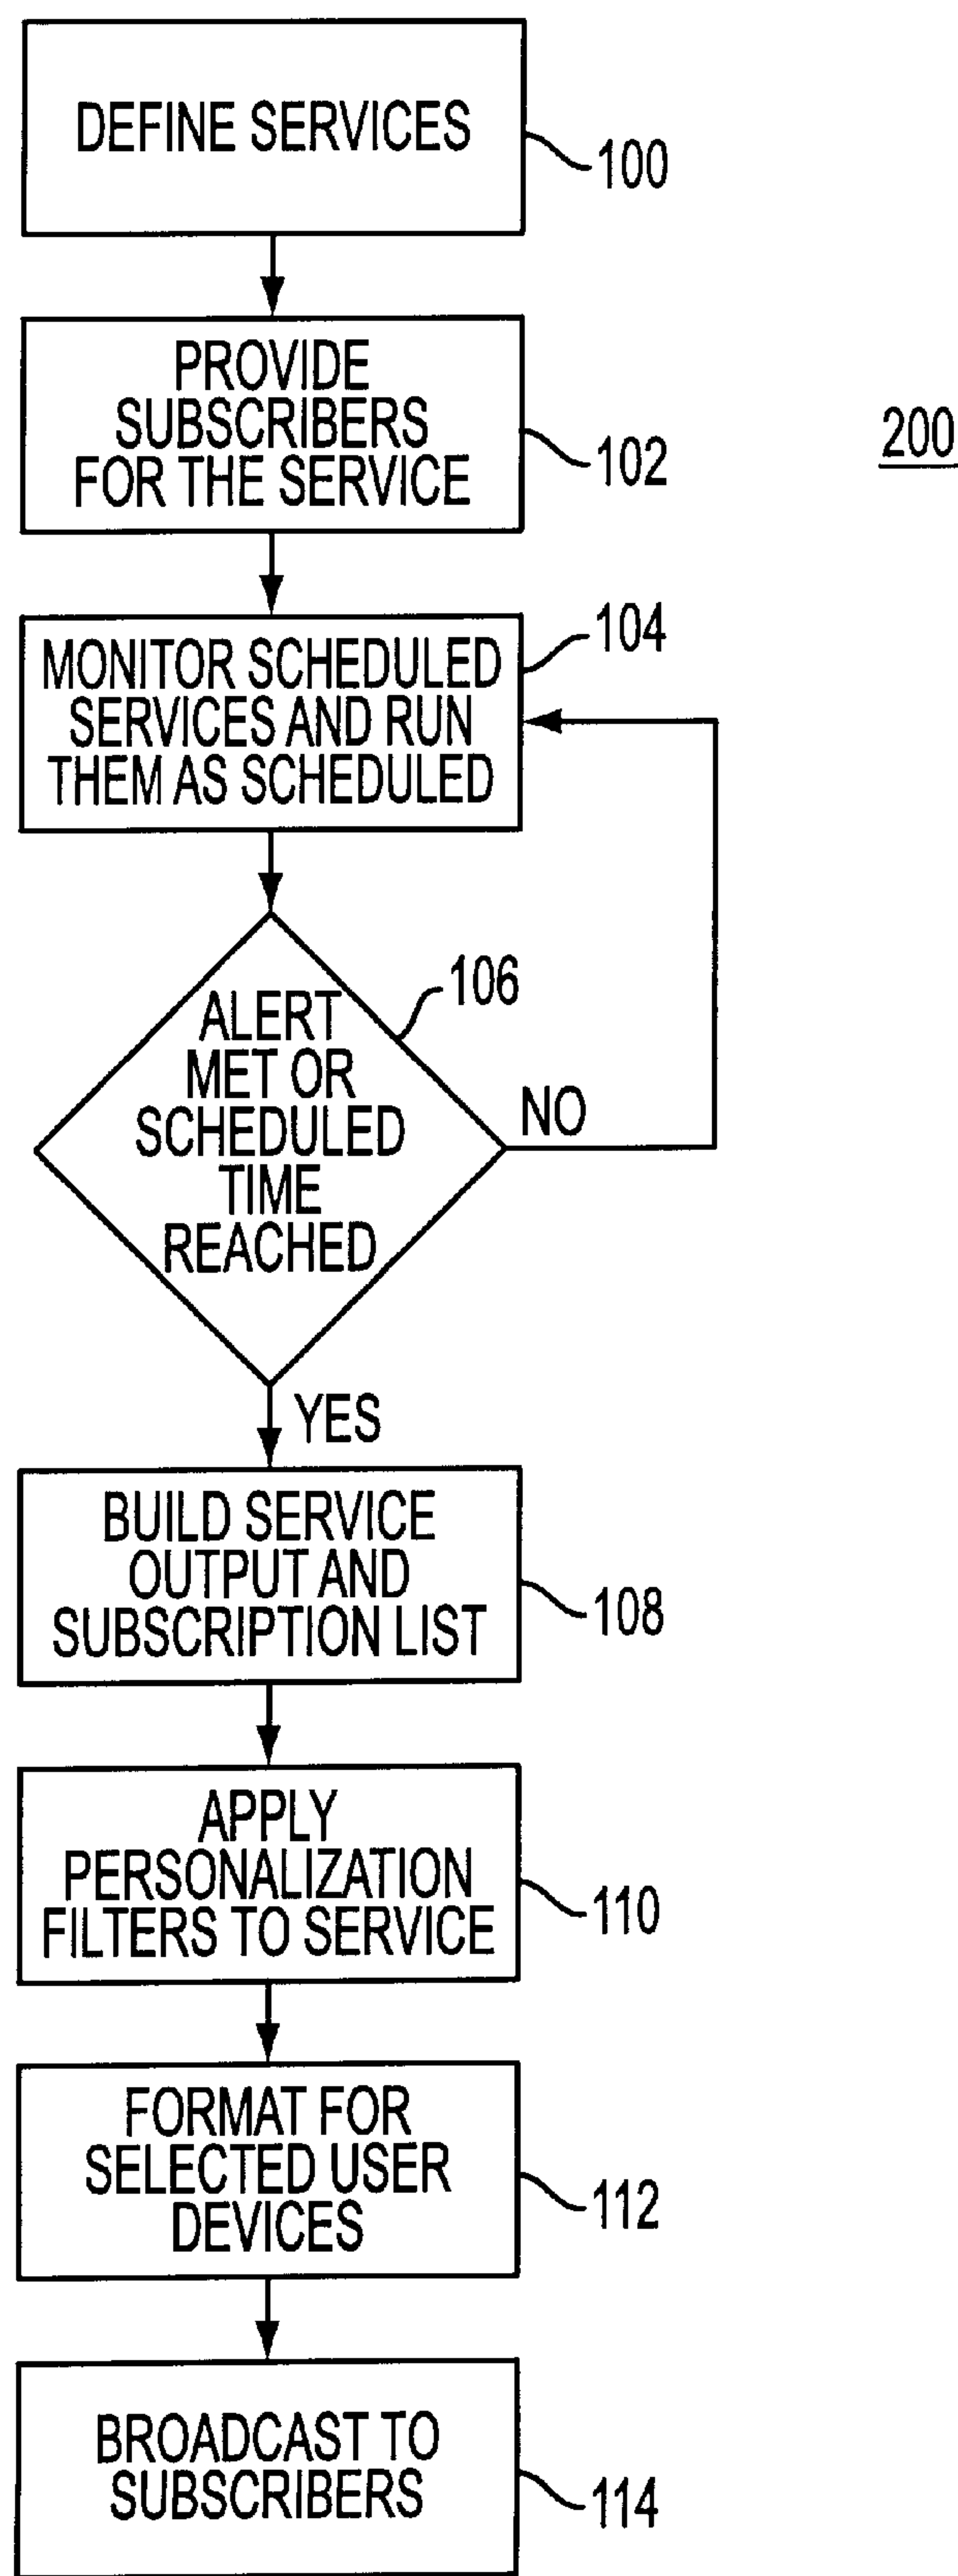 DEFINE SERVICES
100
PROVIDE
SUBSCRIBERS
FOR THE SERVICE
102
200
104
MONITOR SCHEDULED
SERVICES AND RUN
THEM AS SCHEDULED
106
ALERT
MET OR
SCHEDULED
TIME
REACHED
NO
YES
BUILD SERVICE
OUTPUT AND
SUBSCRIPTION LIST
108
APPLY
PERSONALIZATION
FILTERS TO SERVICE
110
FORMAT FOR
SELECTED USER
DEVICES
112
BROADCAST TO
SUBSCRIBERS
114